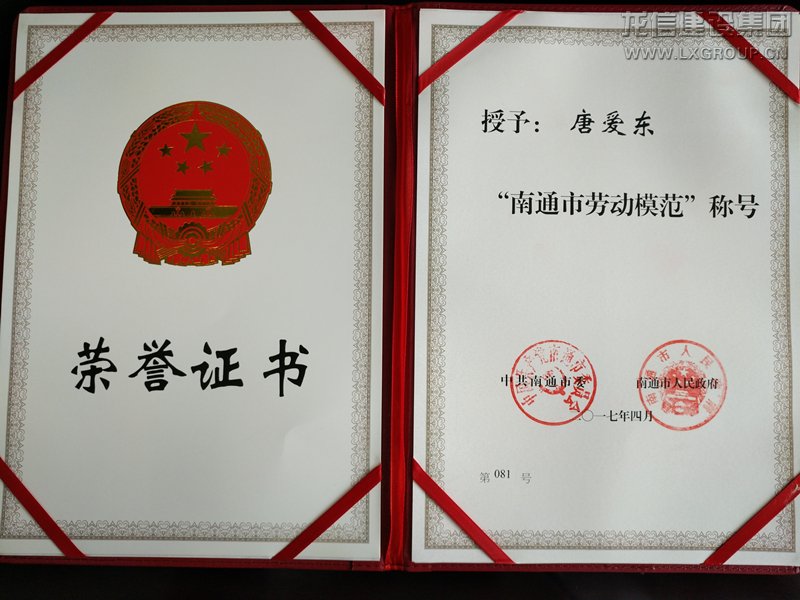 荣誉证书
龙信建设集团
WWW.LXGROUP.CN
授予：唐爱东
“南通市劳动模范”称号
中共南通市委 南通市人民政府
二〇一七年四月
第 081 号